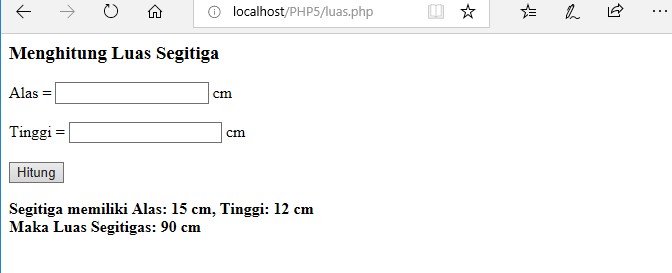 localhost/PHP5/luas.php
Menghitung Luas Segitiga
Alas = cm
Tinggi = cm
Hitung
Segitiga memiliki Alas: 15 cm, Tinggi: 12 cm
Maka Luas Segitigas: 90 cm